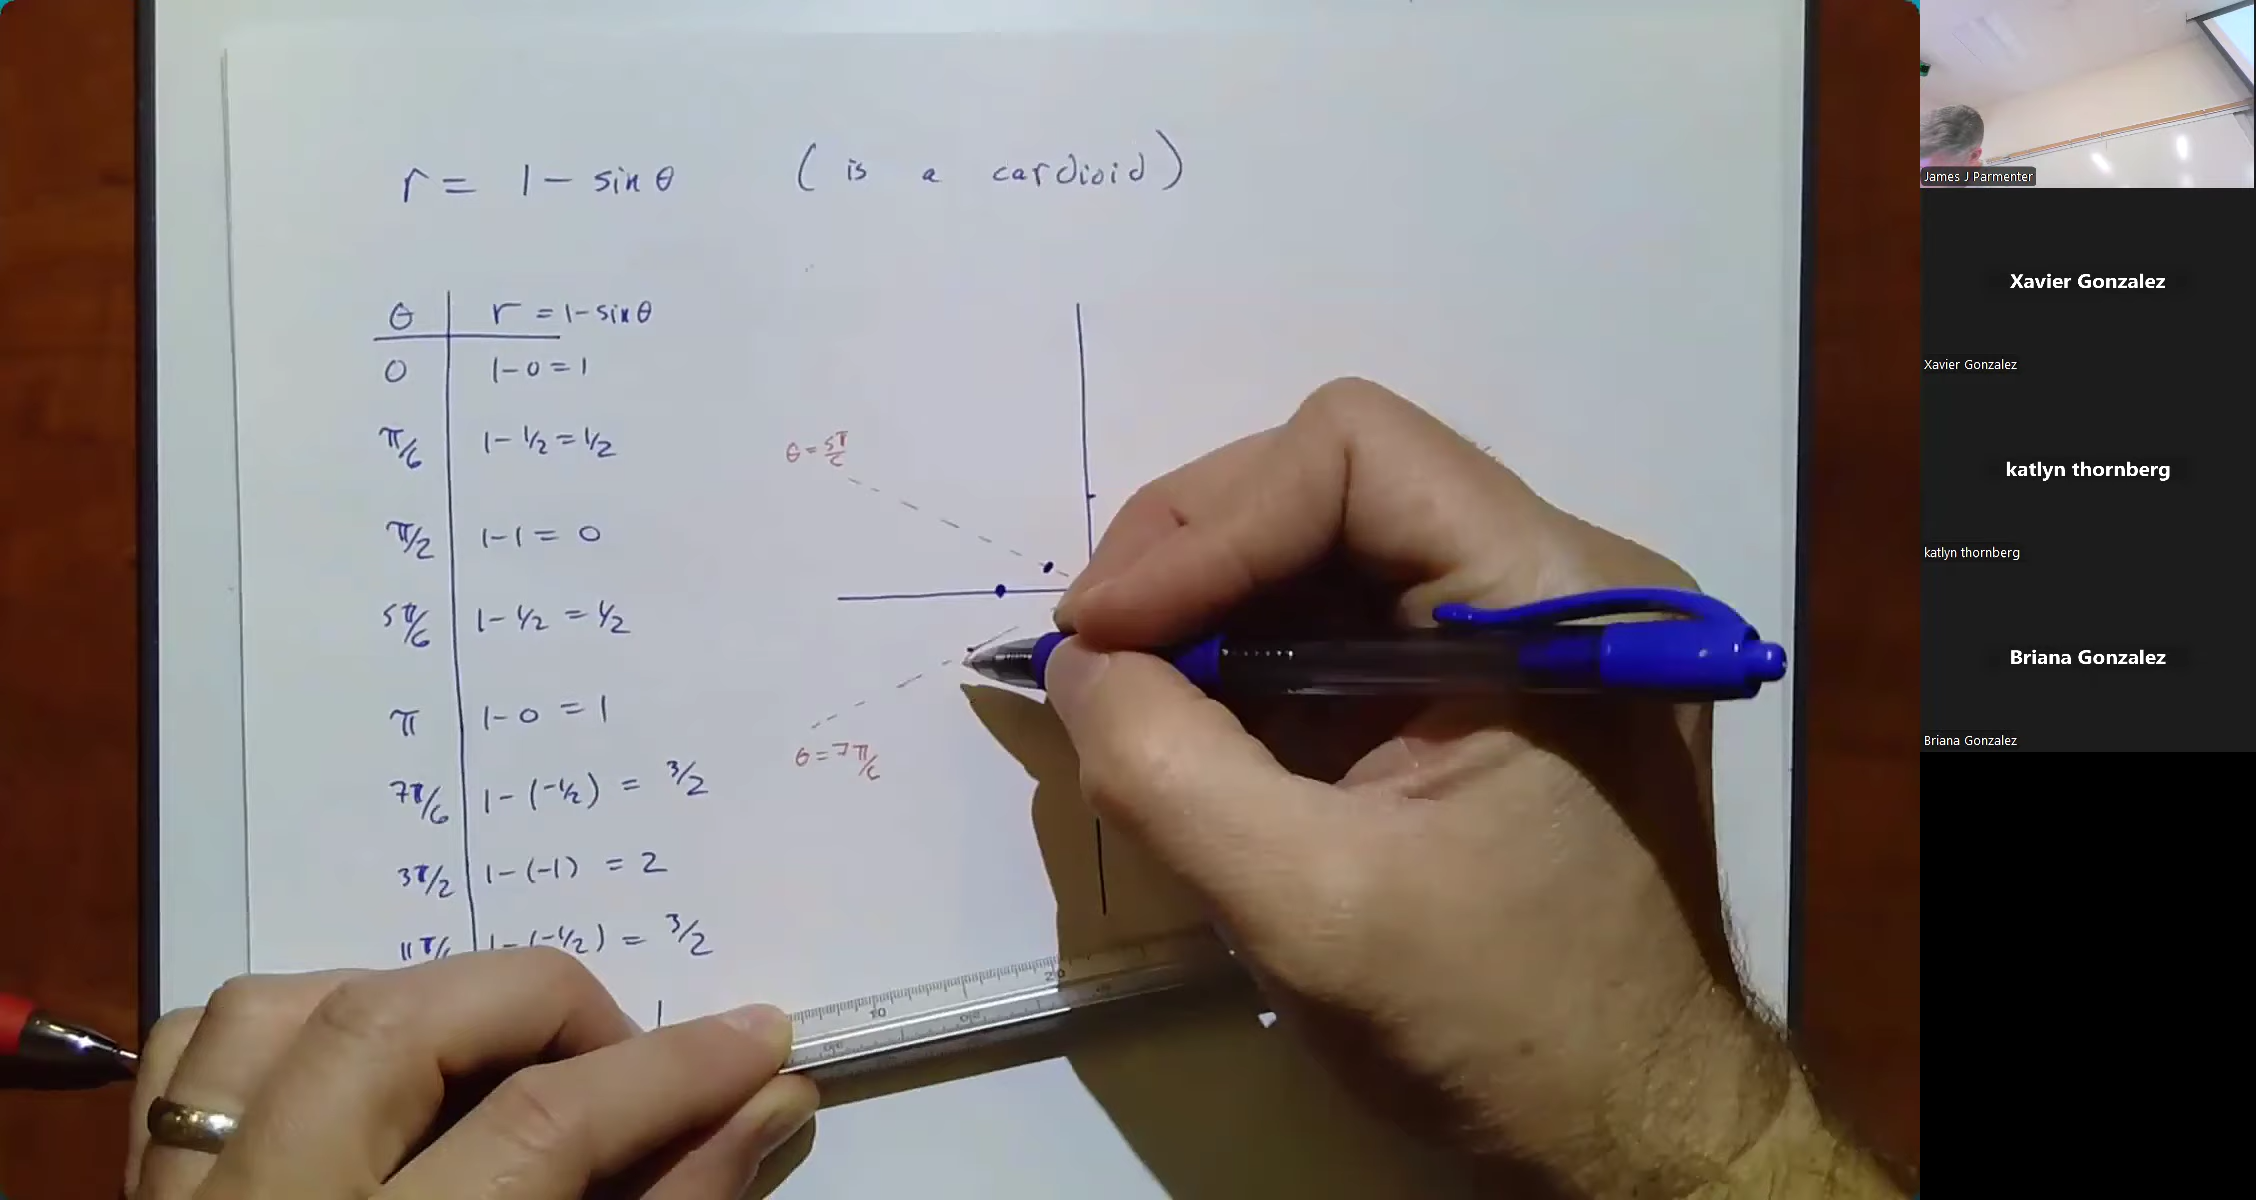 r = 1 - sin θ (is a cardioid)
θ | r = 1 - sin θ
0 | 1 - 0 = 1
π/6 | 1 - 1/2 = 1/2
π/2 | 1 - 1 = 0
5π/6 | 1 - 1/2 = 1/2
π | 1 - 0 = 1
7π/6 | 1 - (-1/2) = 3/2
3π/2 | 1 - (-1) = 2
11π/6 | 1 - (-1/2) = 3/2
θ = 5π/6
θ = 7π/6
10
20
James J Parmenter
Xavier Gonzalez
Xavier Gonzalez
katlyn thornberg
katlyn thornberg
Briana Gonzalez
Briana Gonzalez